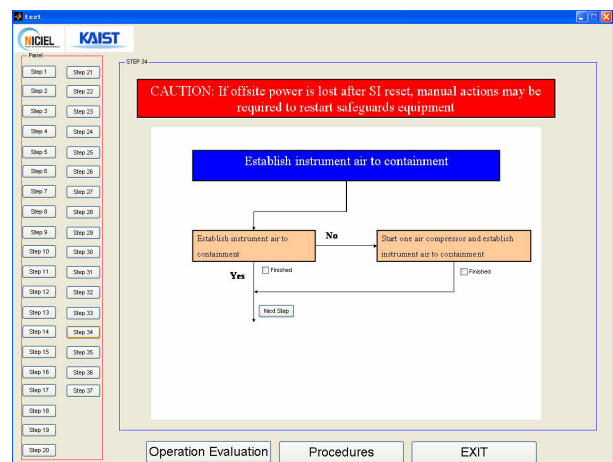 text
NICIEL KAIST
Panel
Step 1
Step 2
Step 3
Step 4
Step 5
Step 6
Step 7
Step 8
Step 9
Step 10
Step 11
Step 12
Step 13
Step 14
Step 15
Step 16
Step 17
Step 18
Step 19
Step 20
Step 21
Step 22
Step 23
Step 24
Step 25
Step 26
Step 27
Step 28
Step 29
Step 30
Step 31
Step 32
Step 33
Step 34
Step 35
Step 36
Step 37
STEP 34
CAUTION: If offsite power is lost after SI reset, manual actions may be
required to restart safeguards equipment
Establish instrument air to containment
Establish instrument air to
containment
No
Start one air compressor and establish
instrument air to containment
Yes
Finished
Finished
Next Step
Operation Evaluation
Procedures
EXIT